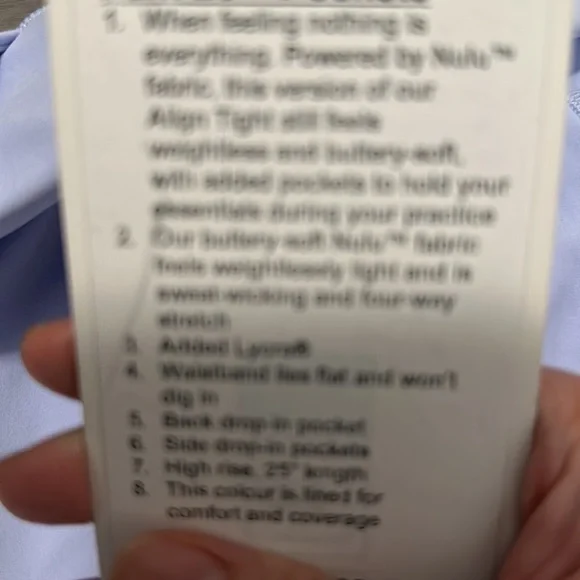 1. When feeling nothing is
everything. Powered by Nulu™
fabric, this version of our
Align Tight still feels
weightless and buttery-soft,
with added pockets to hold your
essentials during your practice
2. Our buttery-soft Nulu™ fabric
feels weightlessly light and is
sweat-wicking and four-way
stretch
3. Added Lycra®
4. Waistband lies flat and won't
dig in
5. Back drop-in pocket
6. Side drop-in pockets
7. High rise, 25" length
8. This colour is lined for
comfort and coverage